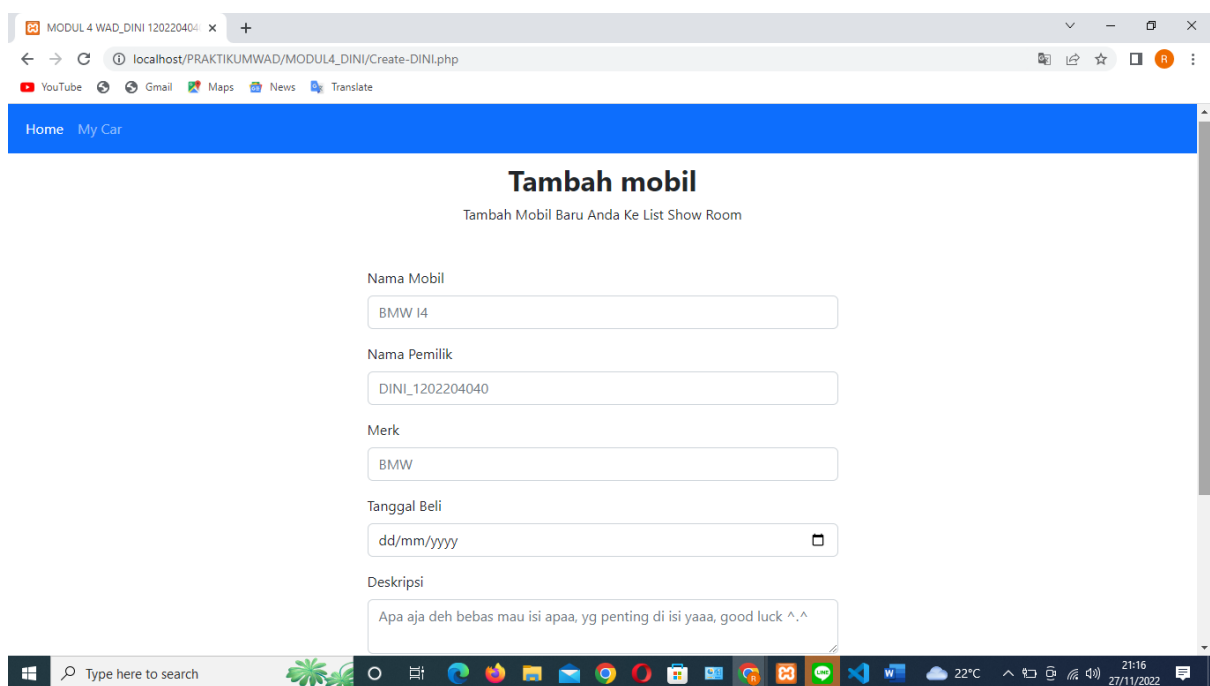 MODUL 4 WAD_DINI 120220404
localhost/PRAKTIKUMWAD/MODUL4_DINI/Create-DINI.php
R
YouTube Gmail Maps News Translate
Home My Car
Tambah mobil
Tambah Mobil Baru Anda Ke List Show Room
Nama Mobil
BMW I4
Nama Pemilik
DINI_1202204040
Merk
BMW
Tanggal Beli
dd/mm/yyyy
Deskripsi
Apa aja deh bebas mau isi apaa, yg penting di isi yaaa, good luck ^.^
Type here to search
22°C
21:16
27/11/2022